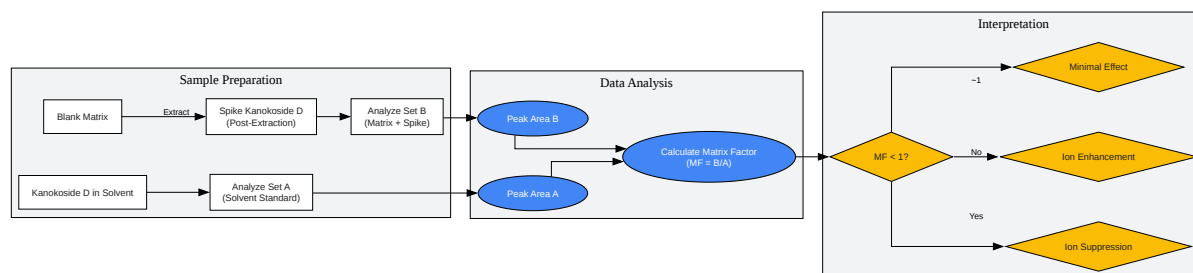 Sample Preparation
Blank Matrix
Extract
Spike Kanokoside D
(Post-Extraction)
Analyze Set B
(Matrix + Spike)
Kanokoside D in Solvent
Analyze Set A
(Solvent Standard)
Data Analysis
Peak Area B
Peak Area A
Calculate Matrix Factor
(MF = B/A)
Interpretation
MF < 1?
~1
Minimal Effect
No
Ion Enhancement
Yes
Ion Suppression